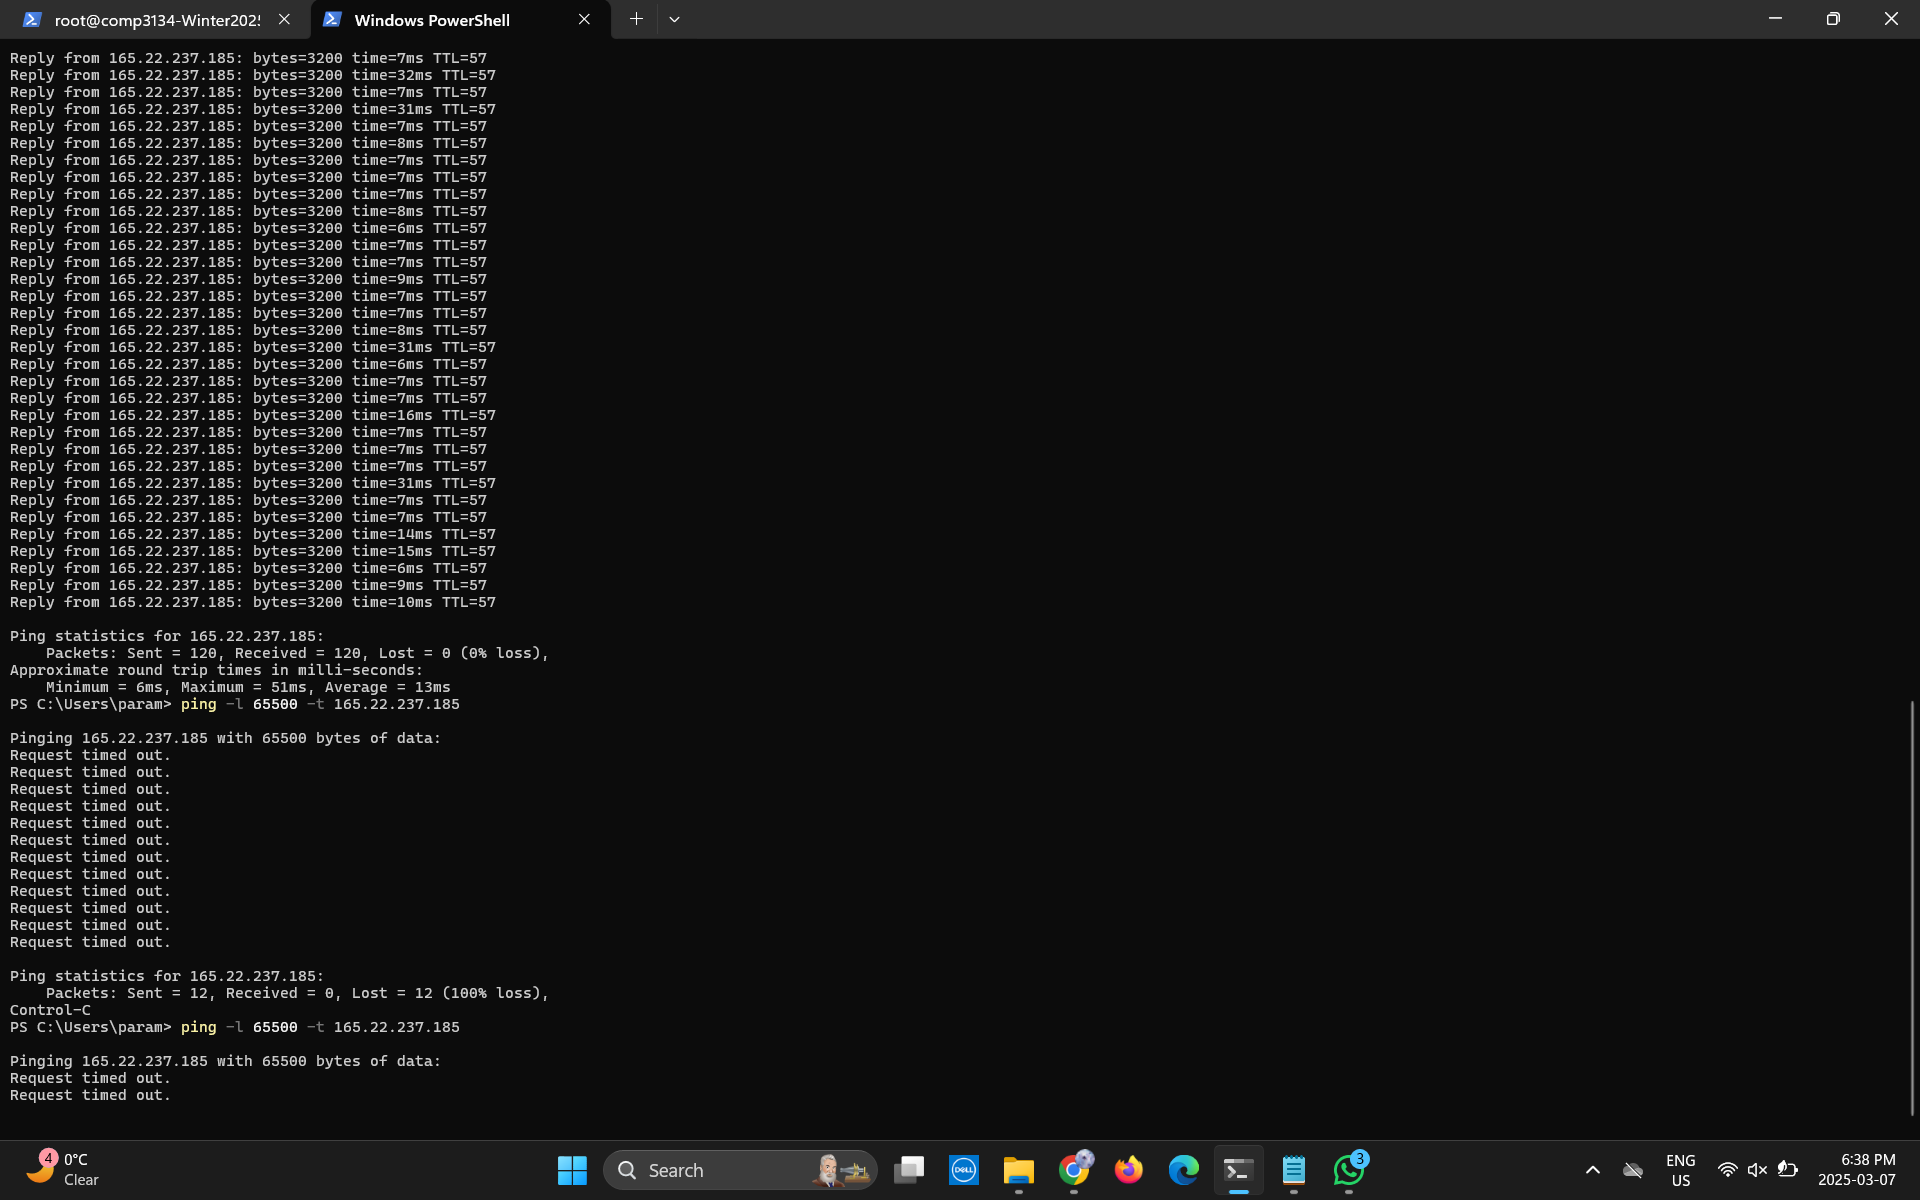 root@comp3134-Winter2025
Windows PowerShell
Reply from 165.22.237.185: bytes=3200 time=7ms TTL=57
Reply from 165.22.237.185: bytes=3200 time=32ms TTL=57
Reply from 165.22.237.185: bytes=3200 time=7ms TTL=57
Reply from 165.22.237.185: bytes=3200 time=31ms TTL=57
Reply from 165.22.237.185: bytes=3200 time=7ms TTL=57
Reply from 165.22.237.185: bytes=3200 time=8ms TTL=57
Reply from 165.22.237.185: bytes=3200 time=7ms TTL=57
Reply from 165.22.237.185: bytes=3200 time=7ms TTL=57
Reply from 165.22.237.185: bytes=3200 time=7ms TTL=57
Reply from 165.22.237.185: bytes=3200 time=8ms TTL=57
Reply from 165.22.237.185: bytes=3200 time=6ms TTL=57
Reply from 165.22.237.185: bytes=3200 time=7ms TTL=57
Reply from 165.22.237.185: bytes=3200 time=7ms TTL=57
Reply from 165.22.237.185: bytes=3200 time=9ms TTL=57
Reply from 165.22.237.185: bytes=3200 time=7ms TTL=57
Reply from 165.22.237.185: bytes=3200 time=7ms TTL=57
Reply from 165.22.237.185: bytes=3200 time=8ms TTL=57
Reply from 165.22.237.185: bytes=3200 time=31ms TTL=57
Reply from 165.22.237.185: bytes=3200 time=6ms TTL=57
Reply from 165.22.237.185: bytes=3200 time=7ms TTL=57
Reply from 165.22.237.185: bytes=3200 time=7ms TTL=57
Reply from 165.22.237.185: bytes=3200 time=16ms TTL=57
Reply from 165.22.237.185: bytes=3200 time=7ms TTL=57
Reply from 165.22.237.185: bytes=3200 time=7ms TTL=57
Reply from 165.22.237.185: bytes=3200 time=7ms TTL=57
Reply from 165.22.237.185: bytes=3200 time=31ms TTL=57
Reply from 165.22.237.185: bytes=3200 time=7ms TTL=57
Reply from 165.22.237.185: bytes=3200 time=7ms TTL=57
Reply from 165.22.237.185: bytes=3200 time=14ms TTL=57
Reply from 165.22.237.185: bytes=3200 time=15ms TTL=57
Reply from 165.22.237.185: bytes=3200 time=6ms TTL=57
Reply from 165.22.237.185: bytes=3200 time=9ms TTL=57
Reply from 165.22.237.185: bytes=3200 time=10ms TTL=57
Ping statistics for 165.22.237.185:
Packets: Sent = 120, Received = 120, Lost = 0 (0% loss),
Approximate round trip times in milli-seconds:
Minimum = 6ms, Maximum = 51ms, Average = 13ms
PS C:\Users\param> ping -l 65500 -t 165.22.237.185
Pinging 165.22.237.185 with 65500 bytes of data:
Request timed out.
Request timed out.
Request timed out.
Request timed out.
Request timed out.
Request timed out.
Request timed out.
Request timed out.
Request timed out.
Request timed out.
Request timed out.
Request timed out.
Ping statistics for 165.22.237.185:
Packets: Sent = 12, Received = 0, Lost = 12 (100% loss),
Control-C
PS C:\Users\param> ping -l 65500 -t 165.22.237.185
Pinging 165.22.237.185 with 65500 bytes of data:
Request timed out.
Request timed out.
4
0°C
Clear
Search
DELL
3
ENG
US
6:38 PM
2025-03-07